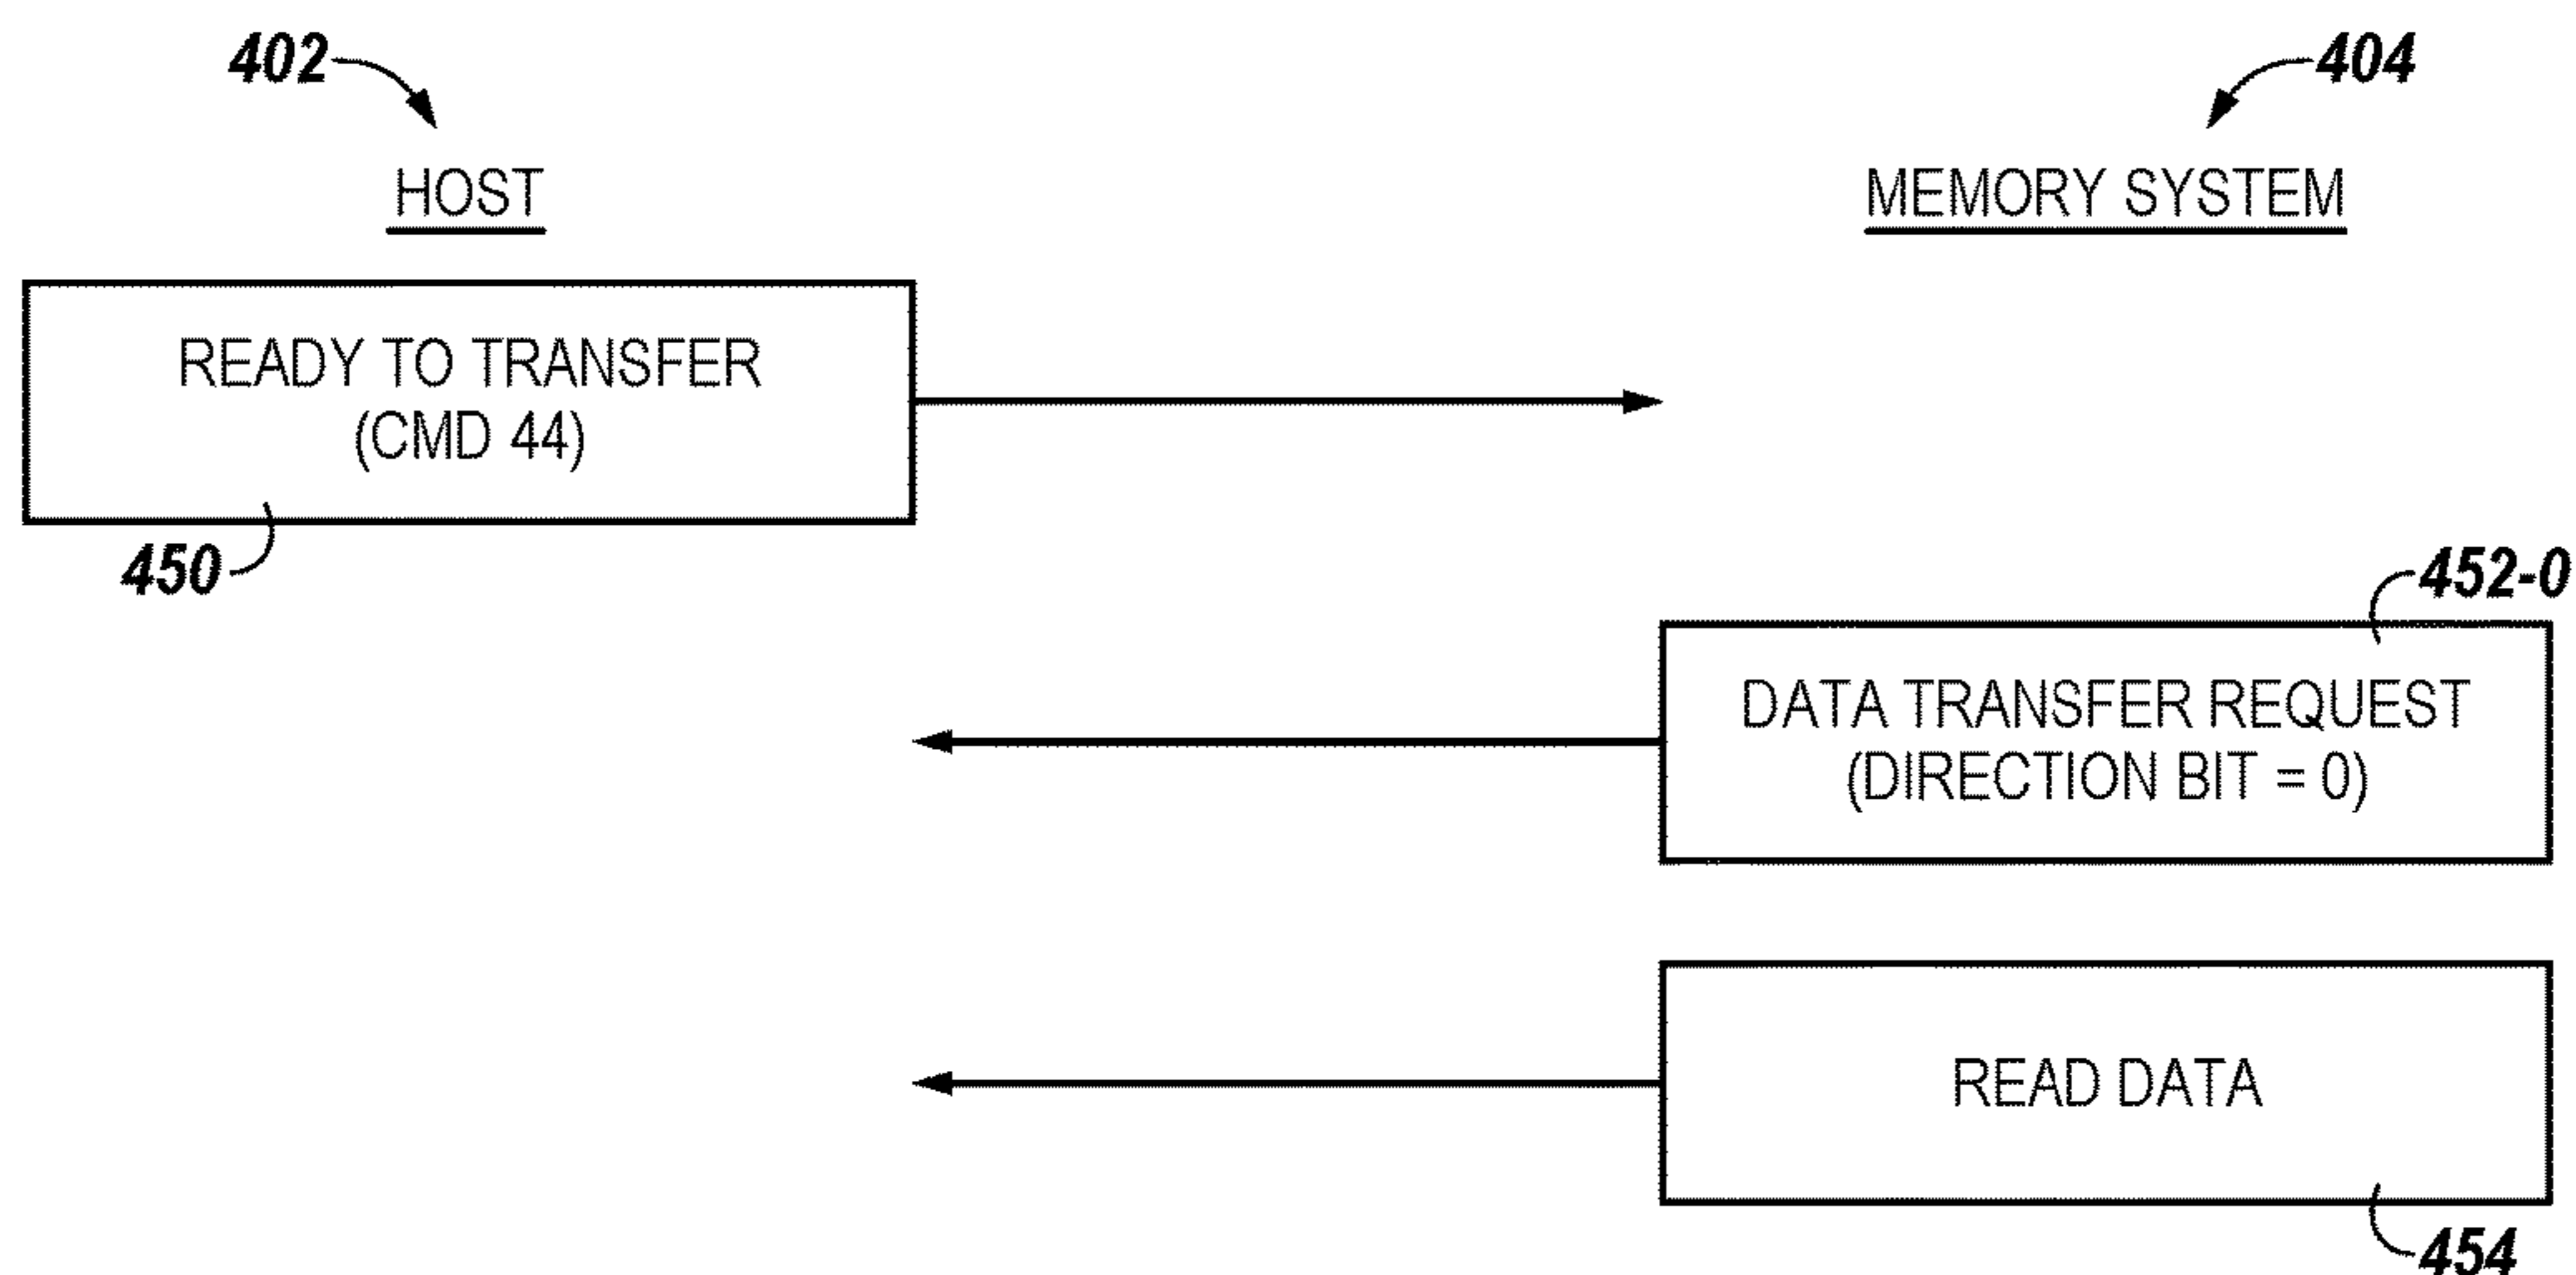 402
404
HOST
MEMORY SYSTEM
READY TO TRANSFER
(CMD 44)
450
452-0
DATA TRANSFER REQUEST
(DIRECTION BIT = 0)
READ DATA
454